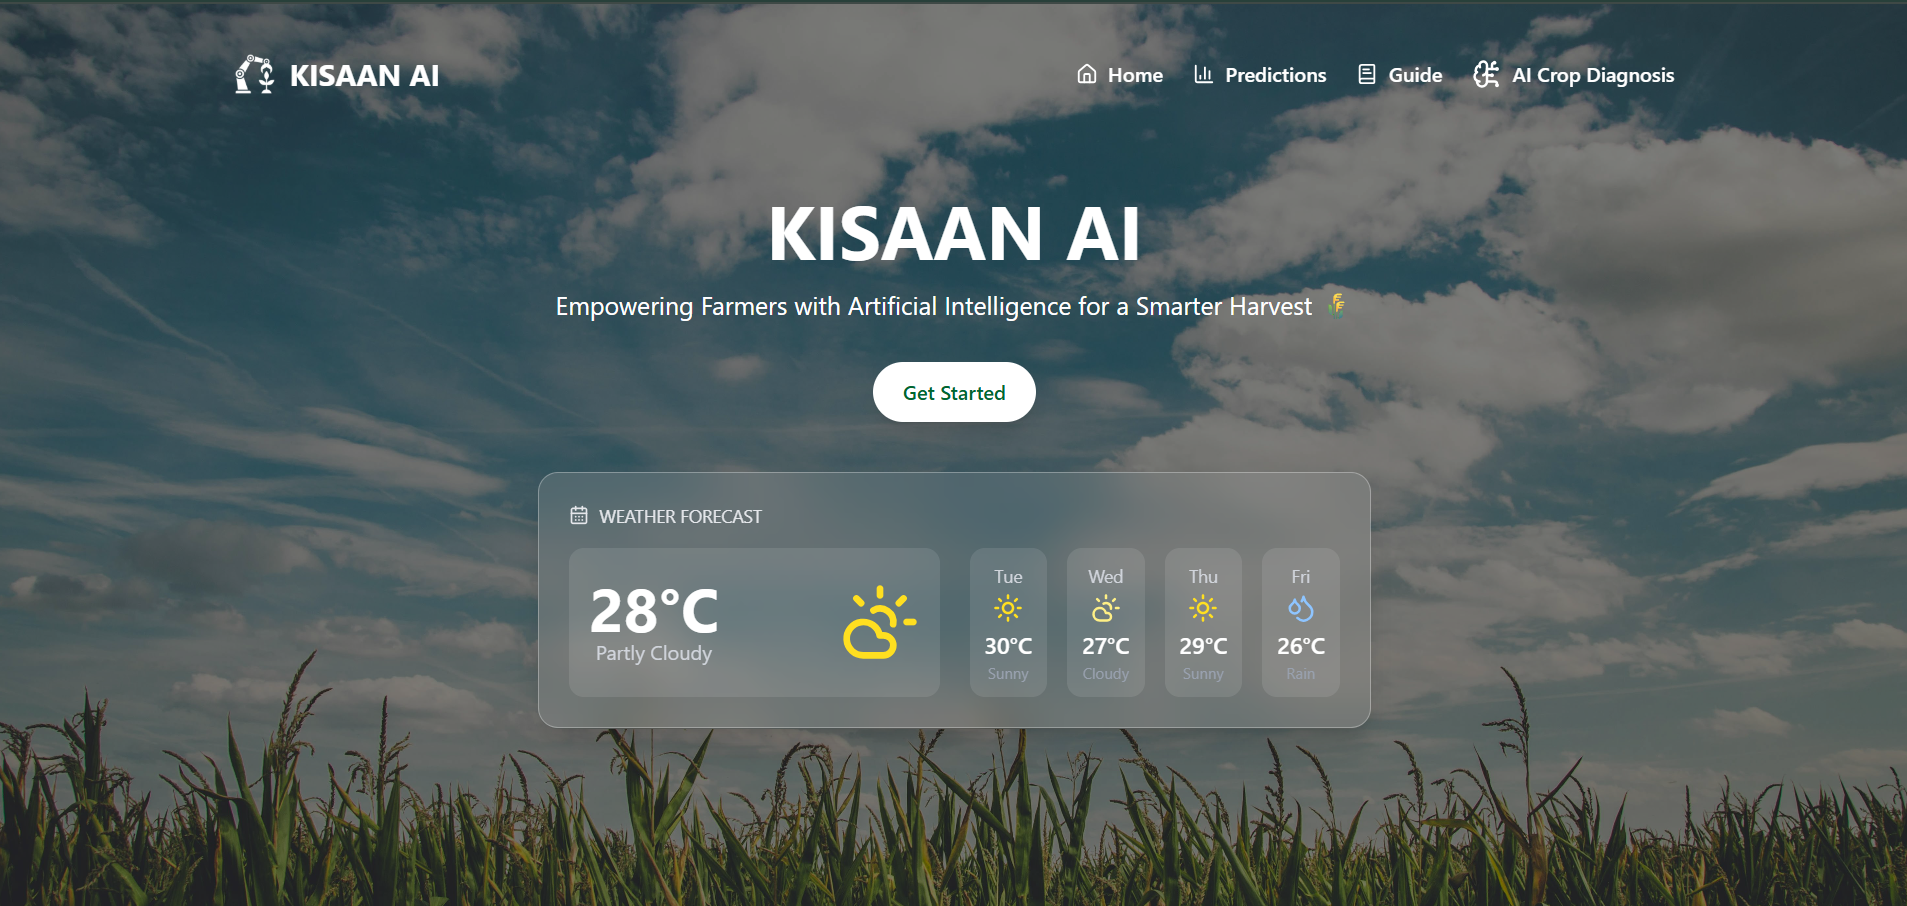 KISAAN AI
Home Predictions Guide AI Crop Diagnosis
KISAAN AI
Empowering Farmers with Artificial Intelligence for a Smarter Harvest 🌾
Get Started
WEATHER FORECAST
28°C
Partly Cloudy
Tue Wed Thu Fri
30°C 27°C 29°C 26°C
Sunny Cloudy Sunny Rain